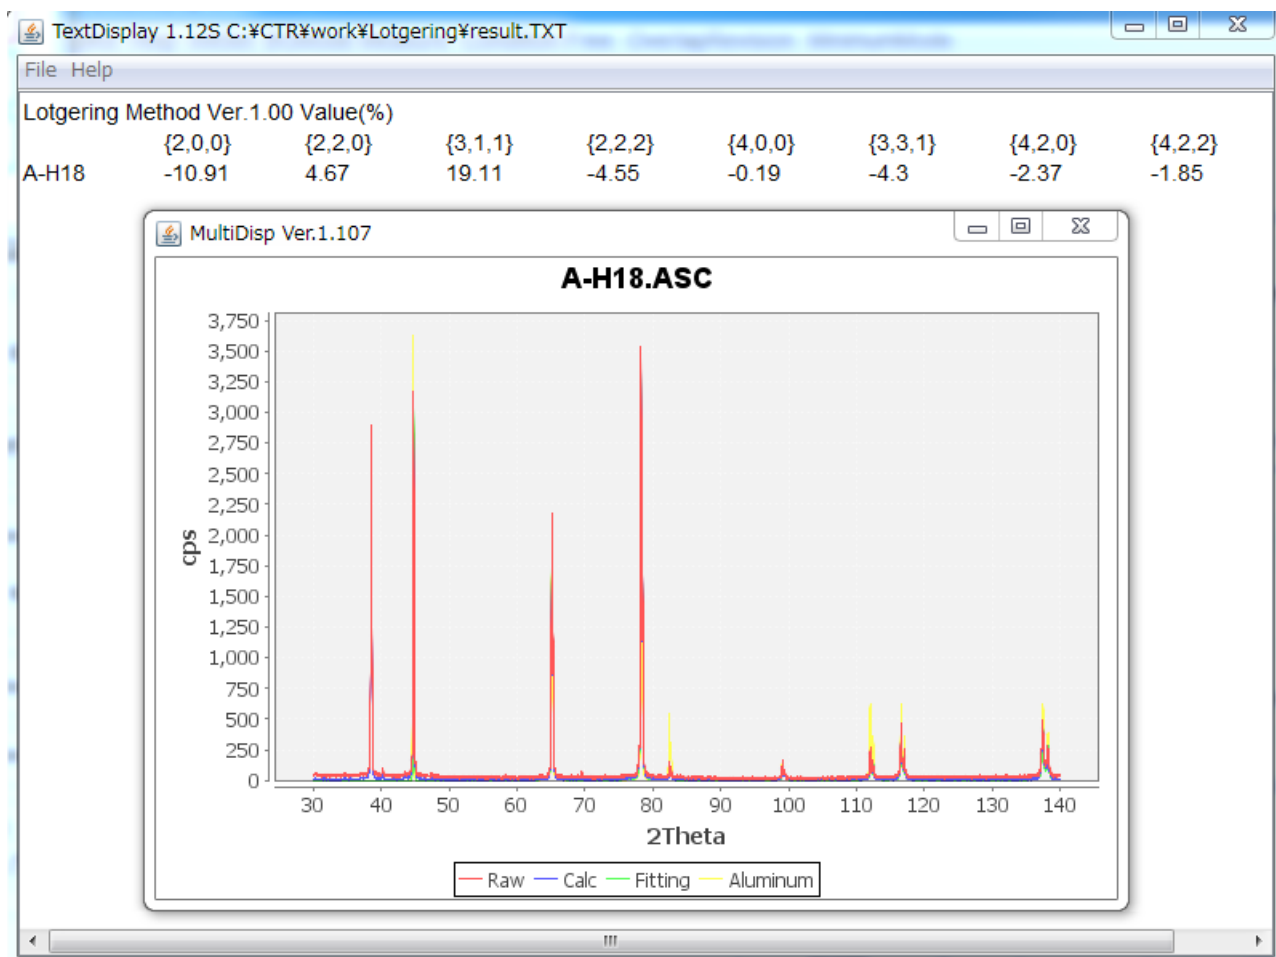 TextDisplay 1.12S C:¥CTR¥work¥Lotgering¥result.TXT
File Help
Lotgering Method Ver.1.00 Value(%)
{2,0,0} {2,2,0} {3,1,1} {2,2,2} {4,0,0} {3,3,1} {4,2,0} {4,2,2}
A-H18 -10.91 4.67 19.11 -4.55 -0.19 -4.3 -2.37 -1.85
MultiDisp Ver.1.107
A-H18.ASC
3,750
3,500
3,250
3,000
2,750
2,500
2,250
2,000
1,750
1,500
1,250
1,000
750
500
250
0
cps
30 40 50 60 70 80 90 100 110 120 130 140
2Theta
Raw Calc Fitting Aluminum